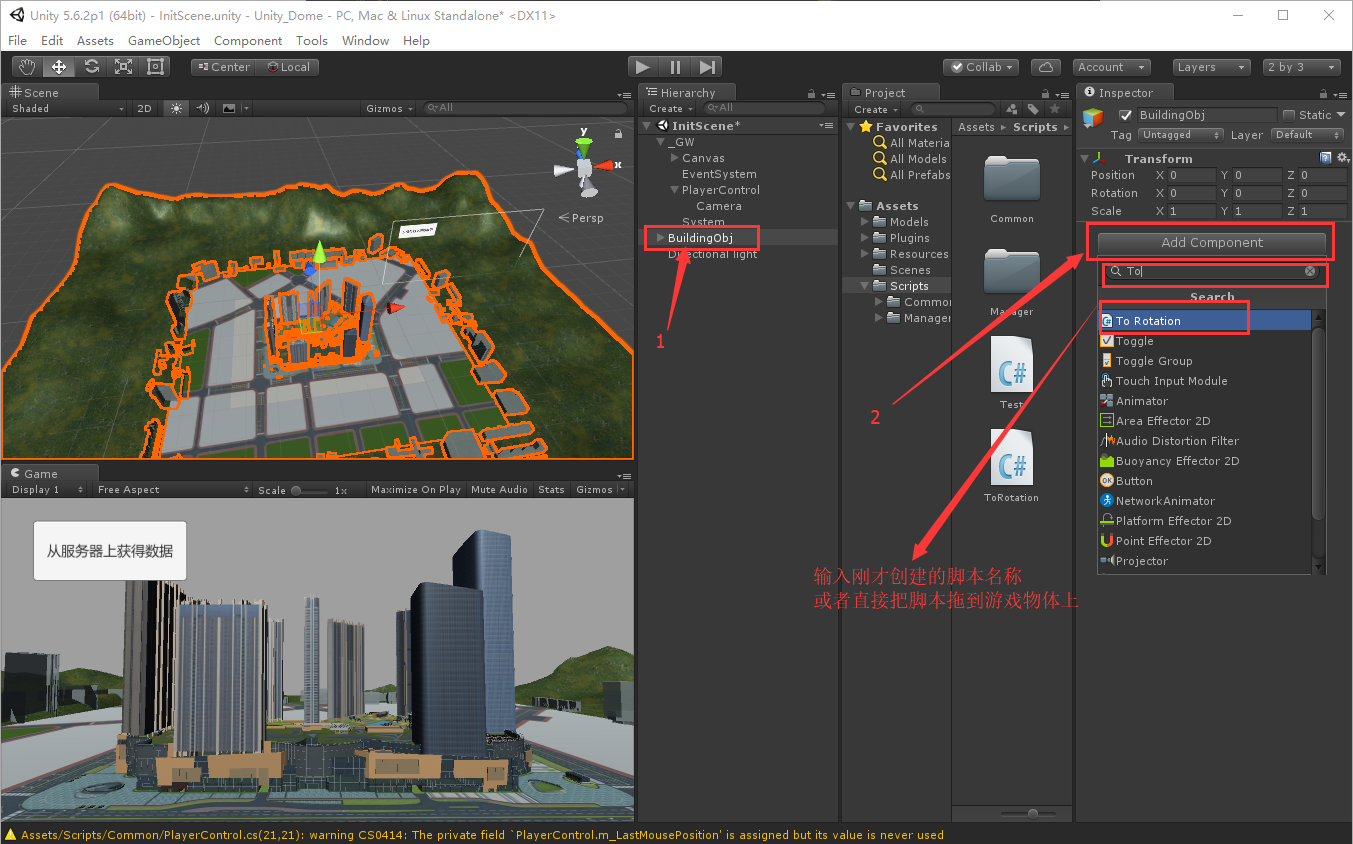 Unity 5.6.2p1 (64bit) - InitScene.unity - Unity_Dome - PC, Mac & Linux Standalone* <DX11>
File Edit Assets GameObject Component Tools Window Help
Center Local
Collab Account Layers 2 by 3
Scene
Shaded 2D Gizmos All
y
x
Persp
Hierarchy
Create All
InitScene*
_GW
Canvas
EventSystem
PlayerControl
Camera
System
BuildingObj
Directional light
1
Project
Create
Favorites
All Materia
All Models
All Prefabs
Assets
Models
Plugins
Resources
Scenes
Scripts
Common
Manager
Assets Scripts
Common
Manager
C#
Test
C#
ToRotation
2
输入刚才创建的脚本名称
或者直接把脚本拖到游戏物体上
Inspector
BuildingObj Static
Tag Untagged Layer Default
Transform
Position X 0 Y 0 Z 0
Rotation X 0 Y 0 Z 0
Scale X 1 Y 1 Z 1
Add Component
To
Search
To Rotation
Toggle
Toggle Group
Touch Input Module
Animator
Area Effector 2D
Audio Distortion Filter
Buoyancy Effector 2D
Button
NetworkAnimator
Platform Effector 2D
Point Effector 2D
Projector
Game
Display 1 Free Aspect Scale 1x Maximize On Play Mute Audio Stats Gizmos
从服务器上获得数据
Assets/Scripts/Common/PlayerControl.cs(21,21): warning CS0414: The private field `PlayerControl.m_LastMousePosition' is assigned but its value is never used